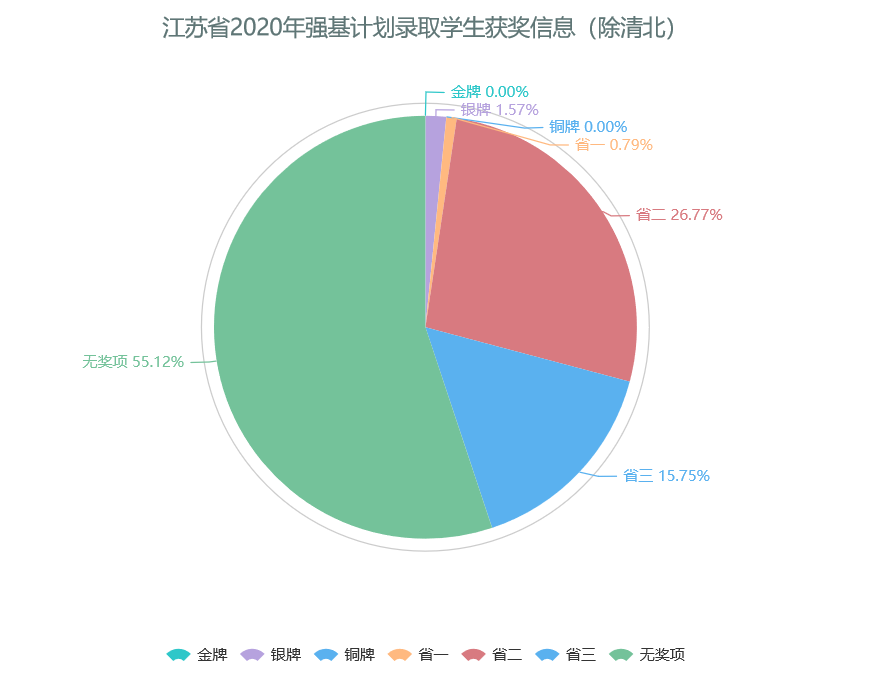 江苏省2020年强基计划录取学生获奖信息（除清北）
金牌 0.00%
银牌 1.57%
铜牌 0.00%
省一 0.79%
省二 26.77%
无奖项 55.12%
省三 15.75%
金牌 银牌 铜牌 省一 省二 省三 无奖项